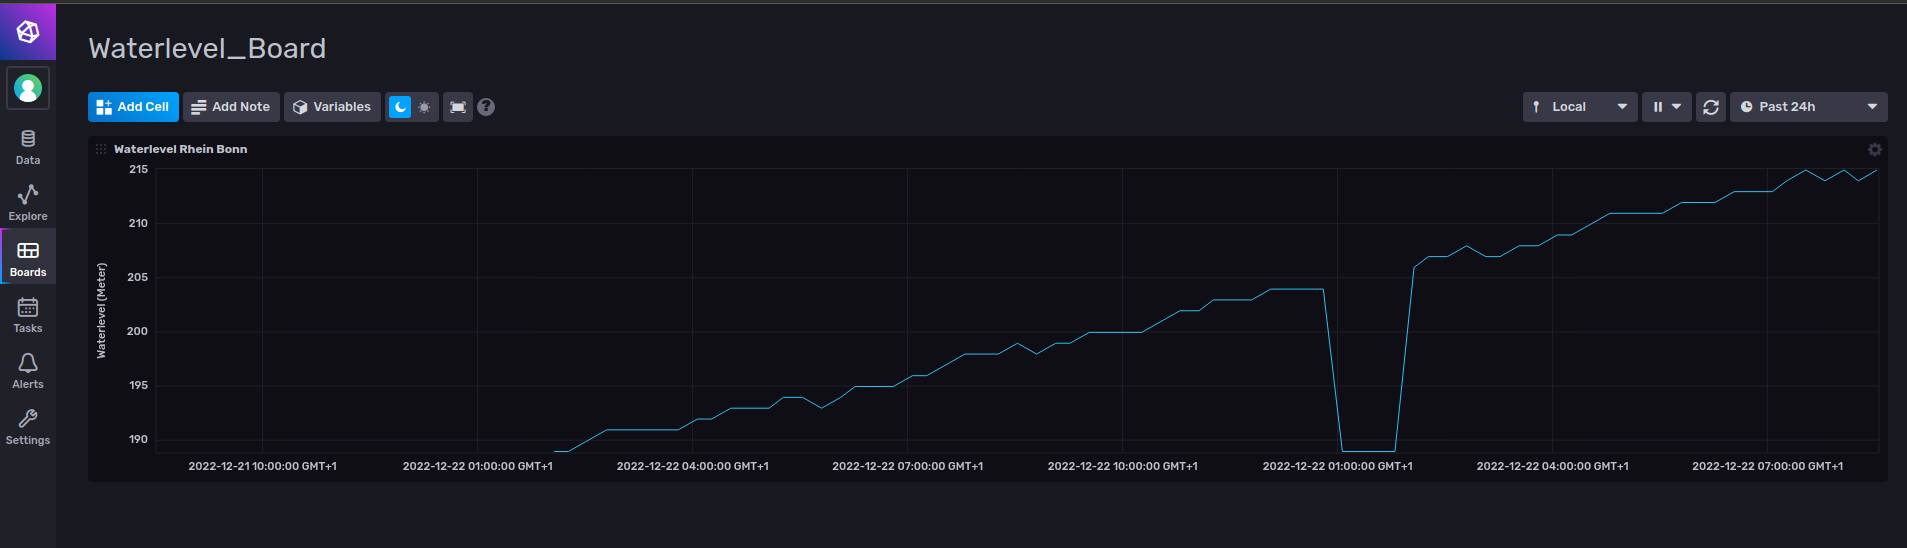 Waterlevel_Board
Add Cell Add Note Variables ? Local Past 24h
Data
Explore
Boards
Tasks
Alerts
Settings
Waterlevel Rhein Bonn
Waterlevel (Meter)
215
210
205
200
195
190
2022-12-21 10:00:00 GMT+1 2022-12-22 01:00:00 GMT+1 2022-12-22 04:00:00 GMT+1 2022-12-22 07:00:00 GMT+1 2022-12-22 10:00:00 GMT+1 2022-12-22 01:00:00 GMT+1 2022-12-22 04:00:00 GMT+1 2022-12-22 07:00:00 GMT+1